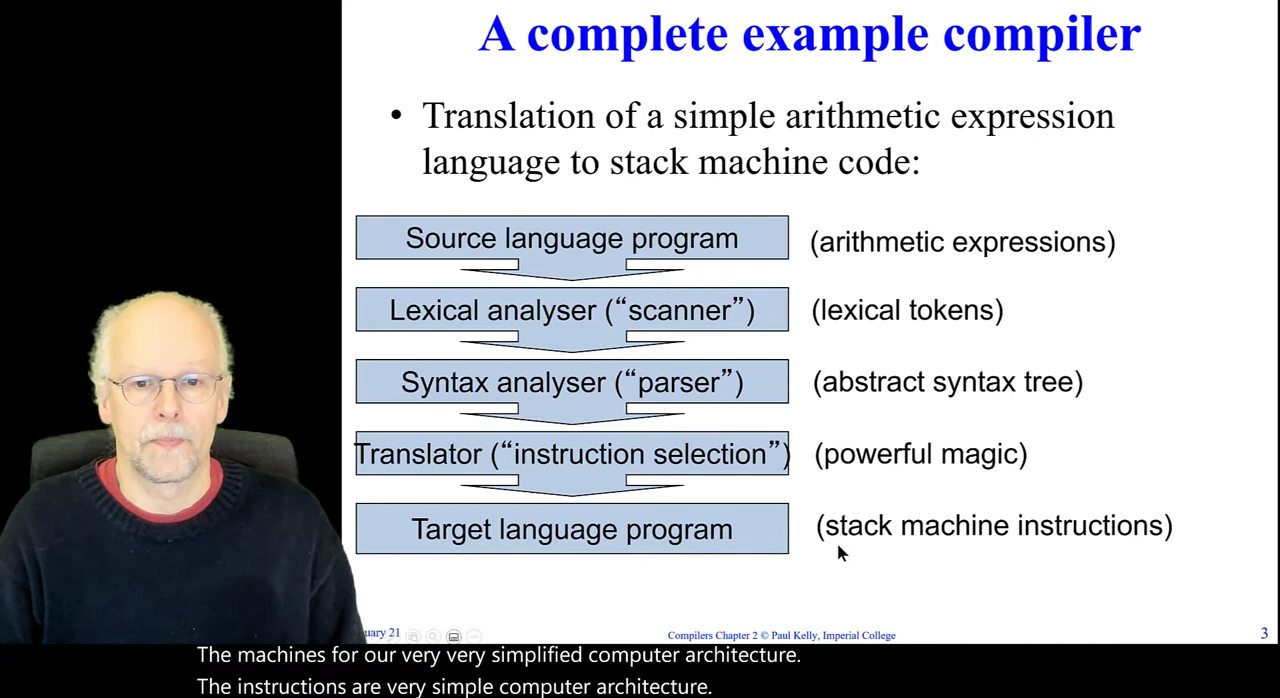 A complete example compiler
• Translation of a simple arithmetic expression
language to stack machine code:
Source language program (arithmetic expressions)
Lexical analyser (“scanner”) (lexical tokens)
Syntax analyser (“parser”) (abstract syntax tree)
Translator (“instruction selection”) (powerful magic)
Target language program (stack machine instructions)
uary 21 Compilers Chapter 2 © Paul Kelly, Imperial College 3
The machines for our very very simplified computer architecture.
The instructions are very simple computer architecture.